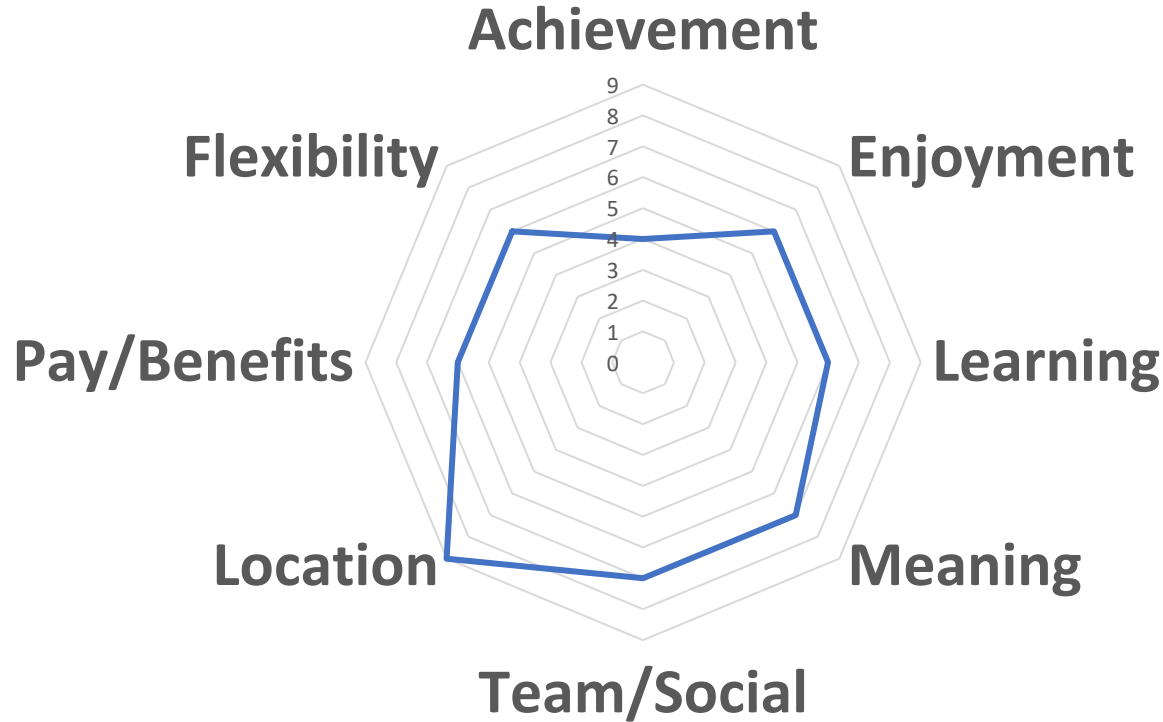 Achievement
9
8
7
6
5
4
3
2
1
0
Flexibility
Enjoyment
Pay/Benefits
Learning
Location
Meaning
Team/Social